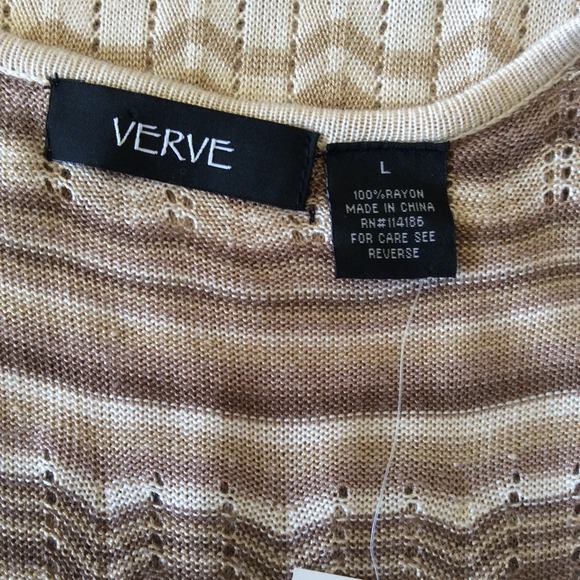 VERVE
L
100%RAYON
MADE IN CHINA
RN#114186
FOR CARE SEE
REVERSE